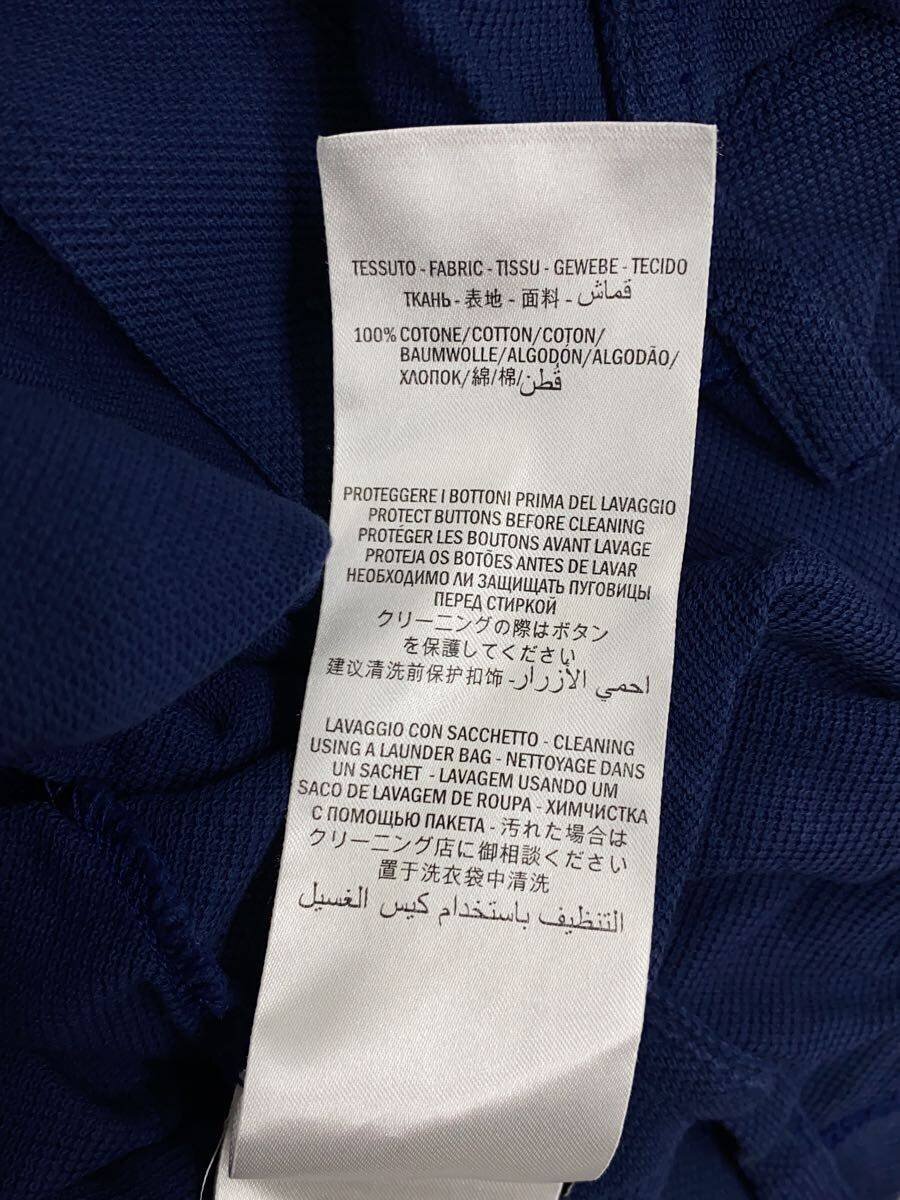 TESSUTO - FABRIC - TISSU - GEWEBE - TECIDO
ТКАНЬ - 表地 - 面料 - قماش
100% COTONE/COTTON/COTON/
BAUMWOLLE/ALGODÓN/ALGODÃO/
ХЛОПОК/綿/棉/قُطن
PROTEGGERE I BOTTONI PRIMA DEL LAVAGGIO
PROTECT BUTTONS BEFORE CLEANING
PROTÉGER LES BOUTONS AVANT LAVAGE
PROTEJA OS BOTÕES ANTES DE LAVAR
НЕОБХОДИМО ЛИ ЗАЩИЩАТЬ ПУГОВИЦЫ
ПЕРЕД СТИРКОЙ
クリーニングの際はボタン
を保護してください
建议清洗前保护扣饰 - احمي الأزرار
LAVAGGIO CON SACCHETTO - CLEANING
USING A LAUNDER BAG - NETTOYAGE DANS
UN SACHET - LAVAGEM USANDO UM
SACO DE LAVAGEM DE ROUPA - ХИМЧИСТКА
С ПОМОЩЬЮ ПАКЕТА - 汚れた場合は
クリーニング店に御相談ください
置于洗衣袋中清洗
التنظيف باستخدام كيس الغسيل